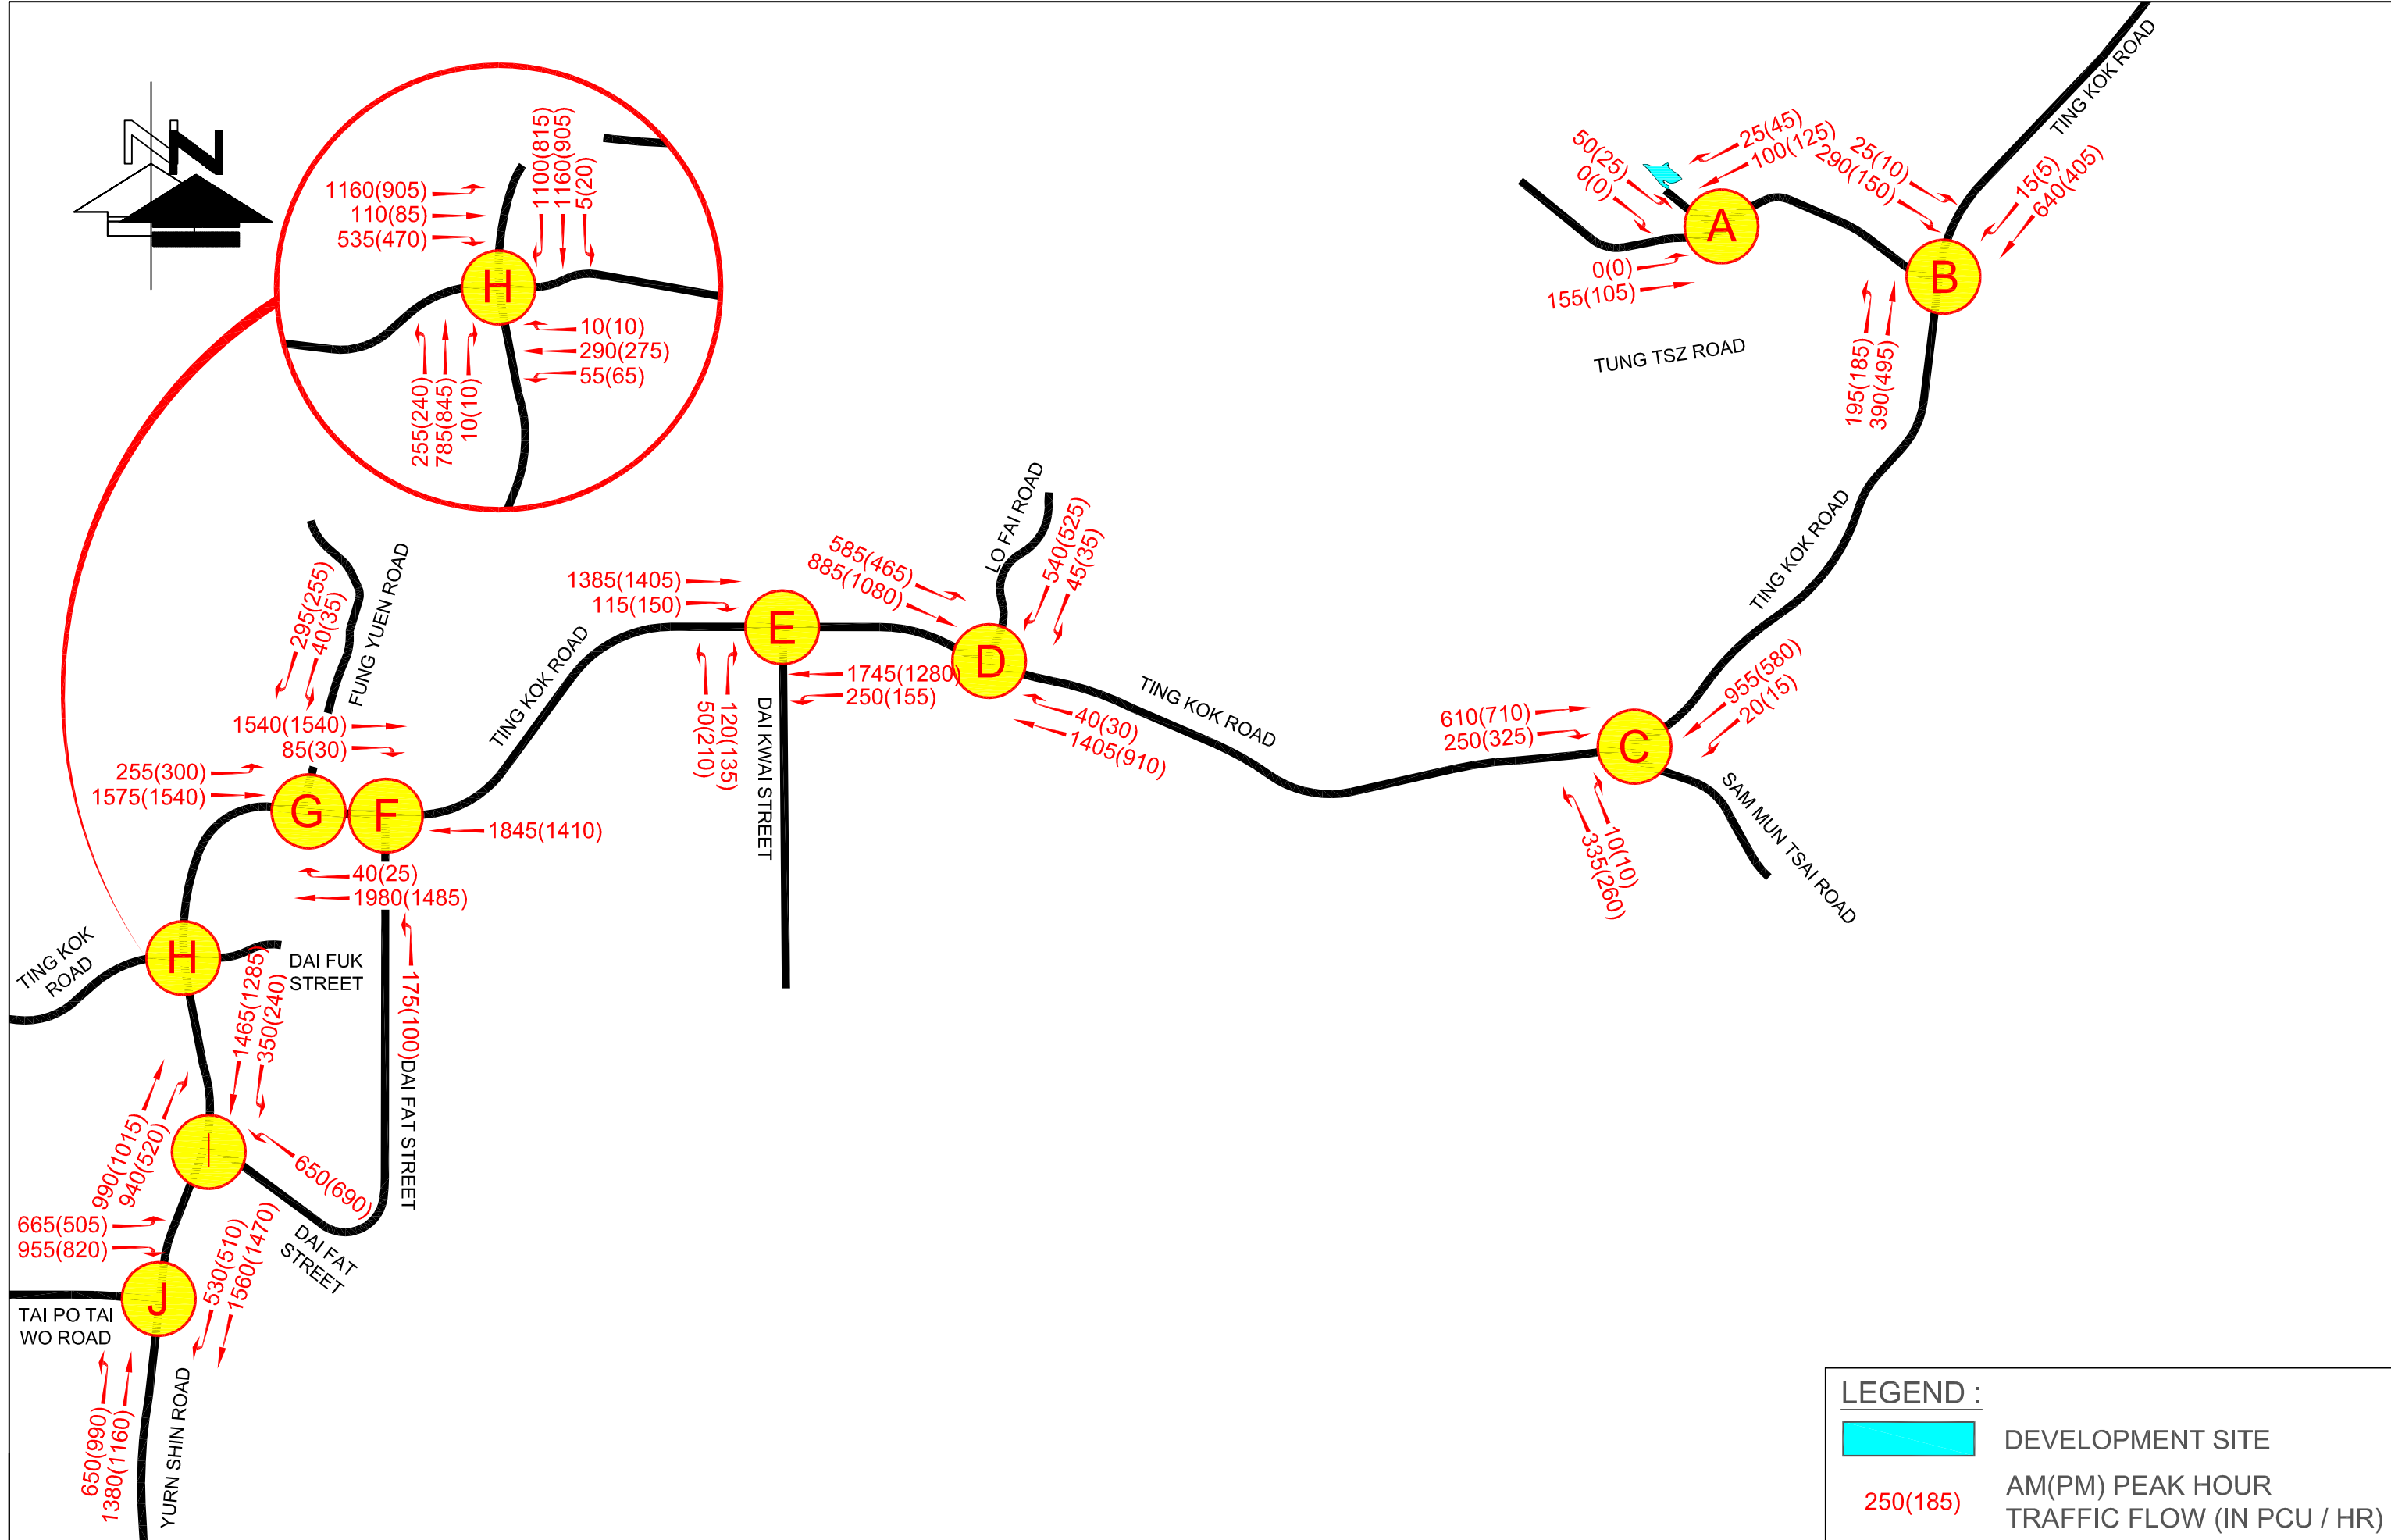 N
1160(905)
110(85)
535(470)
1100(815)
1160(905)
5(20)
H
10(10)
290(275)
55(65)
255(240)
785(845)
10(10)
50(25)
0(0)
25(45)
100(125)
A
0(0)
155(105)
TUNG TSZ ROAD
25(10)
290(150)
TING KOK ROAD
15(5)
640(405)
B
195(185)
390(495)
TING KOK ROAD
295(255)
40(35)
FUNG YUEN ROAD
1540(1540)
85(30)
255(300)
1575(1540)
G
F
1845(1410)
40(25)
1980(1485)
175(100)
DAI FAT STREET
TING KOK ROAD
1385(1405)
115(150)
E
1745(1280)
250(155)
50(210)
120(135)
DAI KWAI STREET
585(465)
885(1080)
LO FAI ROAD
540(525)
45(35)
D
40(30)
1405(910)
TING KOK ROAD
610(710)
250(325)
C
955(580)
20(15)
10(10)
335(260)
SAM MUN TSAI ROAD
TING KOK
ROAD
H
DAI FUK
STREET
1465(1285)
350(240)
990(1015)
940(520)
I
650(690)
DAI FAT
STREET
665(505)
955(820)
J
530(510)
1560(1470)
TAI PO TAI
WO ROAD
650(990)
1380(1160)
YURN SHIN ROAD
LEGEND :
DEVELOPMENT SITE
250(185)
AM(PM) PEAK HOUR
TRAFFIC FLOW (IN PCU / HR)